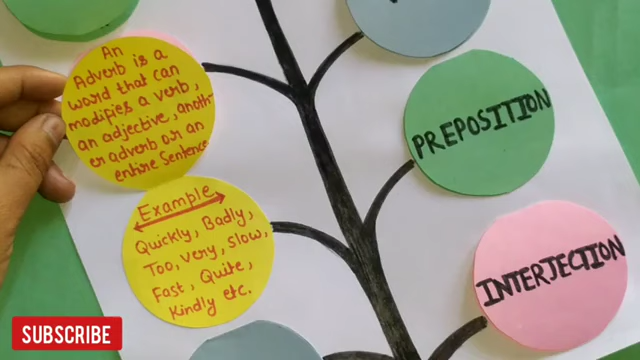 An
Adverb is a
word that can
modifies a verb,
an adjective, anoth-
er adverb or an
entire Sentence
Example
Quickly, Badly,
Too, very, slow,
Fast, Quite,
kindly etc.
PREPOSITION
INTERJECTION
SUBSCRIBE